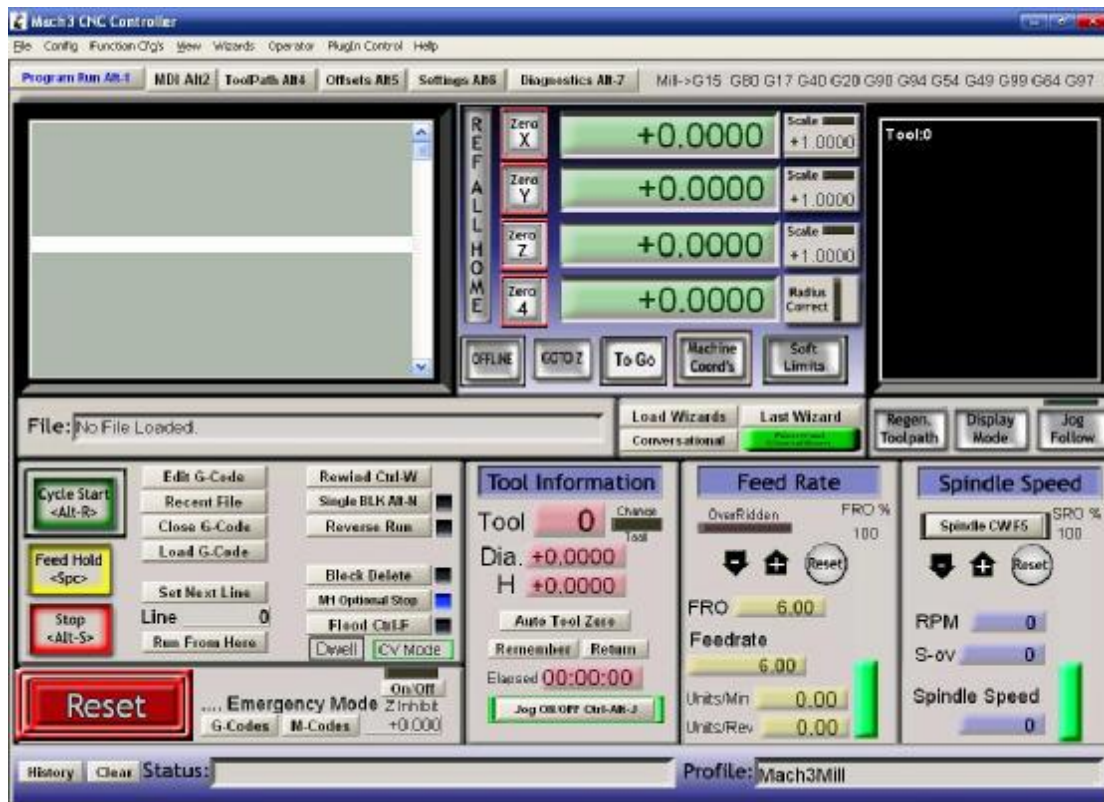 Mach3 CNC Controller
File Config Function Cfg's View Wizards Operator PlugIn Control Help
Program Run Alt-1 MDI Alt2 ToolPath Alt4 Offsets Alt5 Settings Alt6 Diagnostics Alt-7 Mill->G15 G80 G17 G40 G20 G90 G94 G54 G49 G99 G64 G97
REF ALL HOME
Zero X +0.0000 Scale +1.0000
Tool:0
Zero Y +0.0000 Scale +1.0000
Zero Z +0.0000 Scale +1.0000
Zero 4 +0.0000 Radius Correct
OFFLINE GOTO Z To Go Machine Coord's Soft Limits
File: No File Loaded.
Load Wizards Last Wizard
Conversational
Regen. Toolpath Display Mode Jog Follow
Cycle Start <Alt-R>
Feed Hold <Spc>
Stop <Alt-S>
Edit G-Code
Recent File
Close G-Code
Load G-Code
Set Next Line
Line 0
Run From Here
Rewind Ctrl-W
Single BLK Alt-N
Reverse Run
Block Delete
M1 Optional Stop
Flood Ctrl-F
Dwell CV Mode
Reset
.... Emergency Mode
G-Codes M-Codes
On/Off
Z Inhibit
+0.000
Tool Information
Tool 0 Change Tool
Dia. +0.0000
H +0.0000
Auto Tool Zero
Remember Return
Elapsed 00:00:00
Jog ON/OFF Ctrl-Alt-J
Feed Rate
OverRidden FRO %
100
Reset
FRO 6.00
Feedrate
6.00
Units/Min 0.00
Units/Rev 0.00
Spindle Speed
Spindle CW F5 SRO %
100
Reset
RPM 0
S-ov 0
Spindle Speed
0
History Clear Status: Profile: Mach3Mill